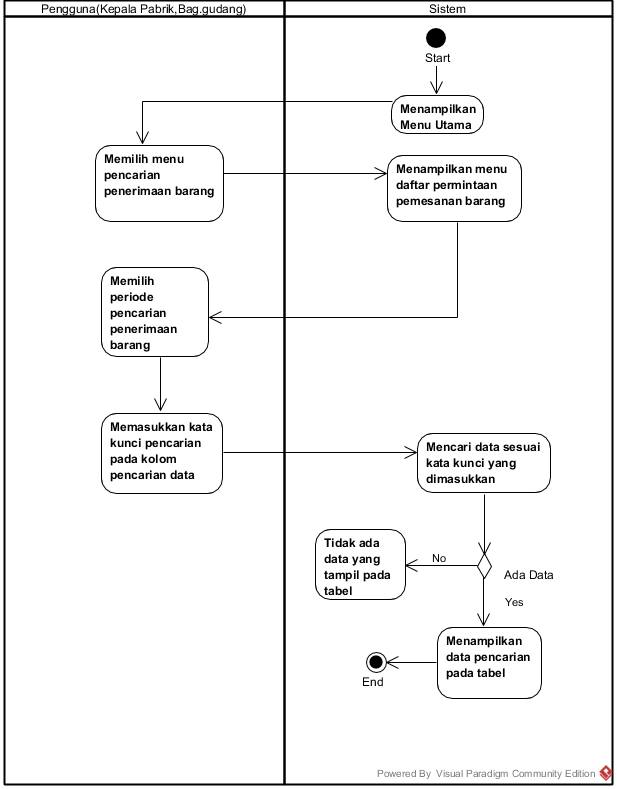 Pengguna(Kepala Pabrik,Bag.gudang)
Sistem
Start
Menampilkan
Menu Utama
Memilih menu
pencarian
penerimaan barang
Menampilkan menu
daftar permintaan
pemesanan barang
Memilih
periode
pencarian
penerimaan
barang
Memasukkan kata
kunci pencarian
pada kolom
pencarian data
Mencari data sesuai
kata kunci yang
dimasukkan
Tidak ada
data yang
tampil pada
tabel
No
Ada Data
Yes
Menampilkan
data pencarian
pada tabel
End
Powered By Visual Paradigm Community Edition